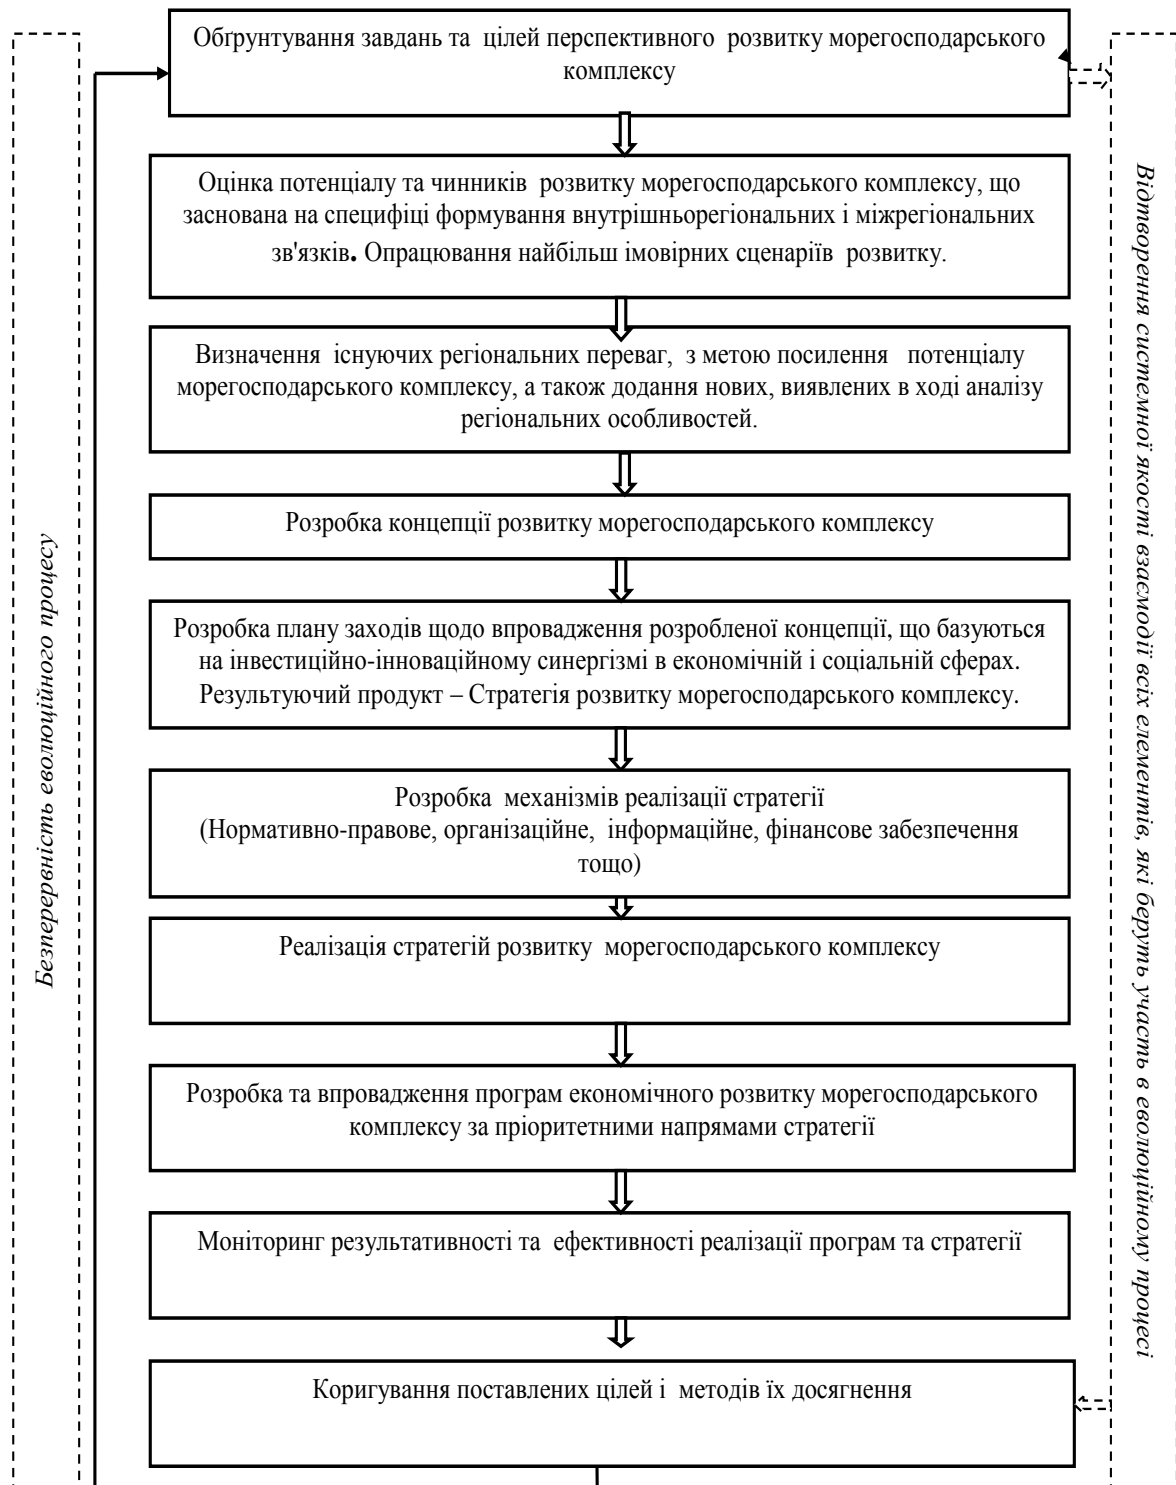 Обґрунтування завдань та цілей перспективного розвитку морегосподарського
комплексу
Оцінка потенціалу та чинників розвитку морегосподарського комплексу, що
заснована на специфіці формування внутрішньорегіональних і міжрегіональних
зв'язків. Опрацювання найбільш імовірних сценаріїв розвитку.
Визначення існуючих регіональних переваг, з метою посилення потенціалу
морегосподарського комплексу, а також додання нових, виявлених в ході аналізу
регіональних особливостей.
Розробка концепції розвитку морегосподарського комплексу
Розробка плану заходів щодо впровадження розробленої концепції, що базуються
на інвестиційно-інноваційному синергізмі в економічній і соціальній сферах.
Результуючий продукт – Стратегія розвитку морегосподарського комплексу.
Розробка механізмів реалізації стратегії
(Нормативно-правове, організаційне, інформаційне, фінансове забезпечення
тощо)
Реалізація стратегій розвитку морегосподарського комплексу
Розробка та впровадження програм економічного розвитку морегосподарського
комплексу за пріоритетними напрямами стратегії
Моніторинг результативності та ефективності реалізації програм та стратегії
Коригування поставлених цілей і методів їх досягнення
Безперервність еволюційного процесу
Відтворення системної якості взаємодії всіх елементів, які беруть участь в еволюційному процесі